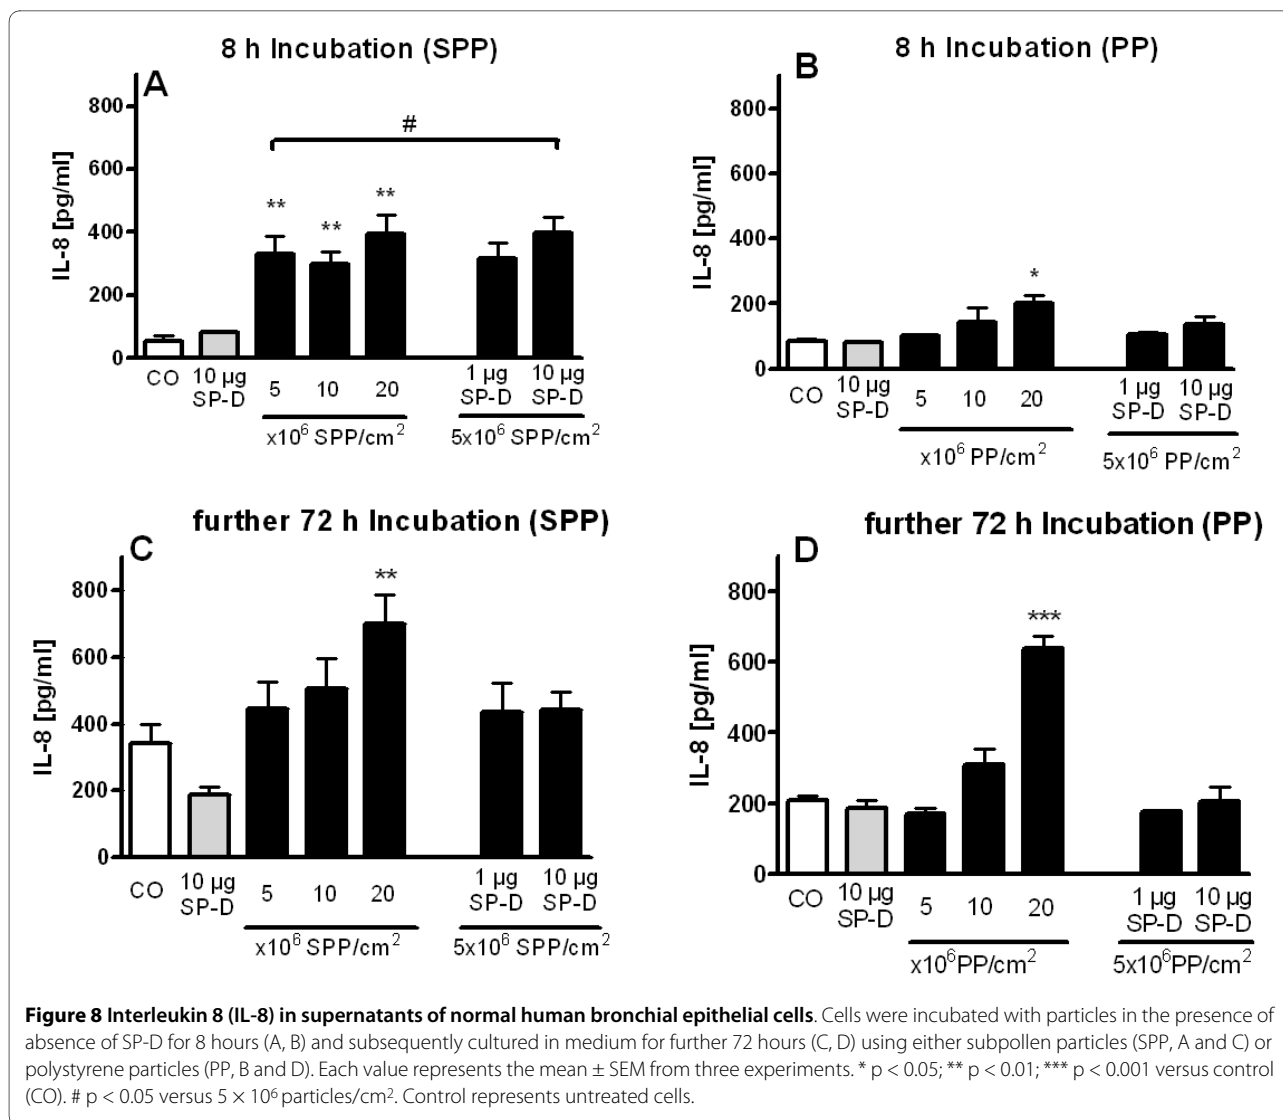 8 h Incubation (SPP)
A
IL-8 [pg/ml]
800
600
400
200
0
#
**
**
**
CO
10 µg
SP-D
5
10
20
1 µg
SP-D
10 µg
SP-D
x10⁶ SPP/cm²
5x10⁶ SPP/cm²
8 h Incubation (PP)
B
IL-8 [pg/ml]
800
600
400
200
0
*
CO
10 µg
SP-D
5
10
20
1 µg
SP-D
10 µg
SP-D
x10⁶ PP/cm²
5x10⁶ PP/cm²
further 72 h Incubation (SPP)
C
IL-8 [pg/ml]
800
600
400
200
0
**
CO
10 µg
SP-D
5
10
20
1 µg
SP-D
10 µg
SP-D
x10⁶ SPP/cm²
5x10⁶ SPP/cm²
further 72 h Incubation (PP)
D
IL-8 [pg/ml]
800
600
400
200
0
***
CO
10 µg
SP-D
5
10
20
1 µg
SP-D
10 µg
SP-D
x10⁶PP/cm²
5x10⁶PP/cm²
Figure 8 Interleukin 8 (IL-8) in supernatants of normal human bronchial epithelial cells. Cells were incubated with particles in the presence of
absence of SP-D for 8 hours (A, B) and subsequently cultured in medium for further 72 hours (C, D) using either subpollen particles (SPP, A and C) or
polystyrene particles (PP, B and D). Each value represents the mean ± SEM from three experiments. * p < 0.05; ** p < 0.01; *** p < 0.001 versus control
(CO). # p < 0.05 versus 5 × 10⁶ particles/cm². Control represents untreated cells.